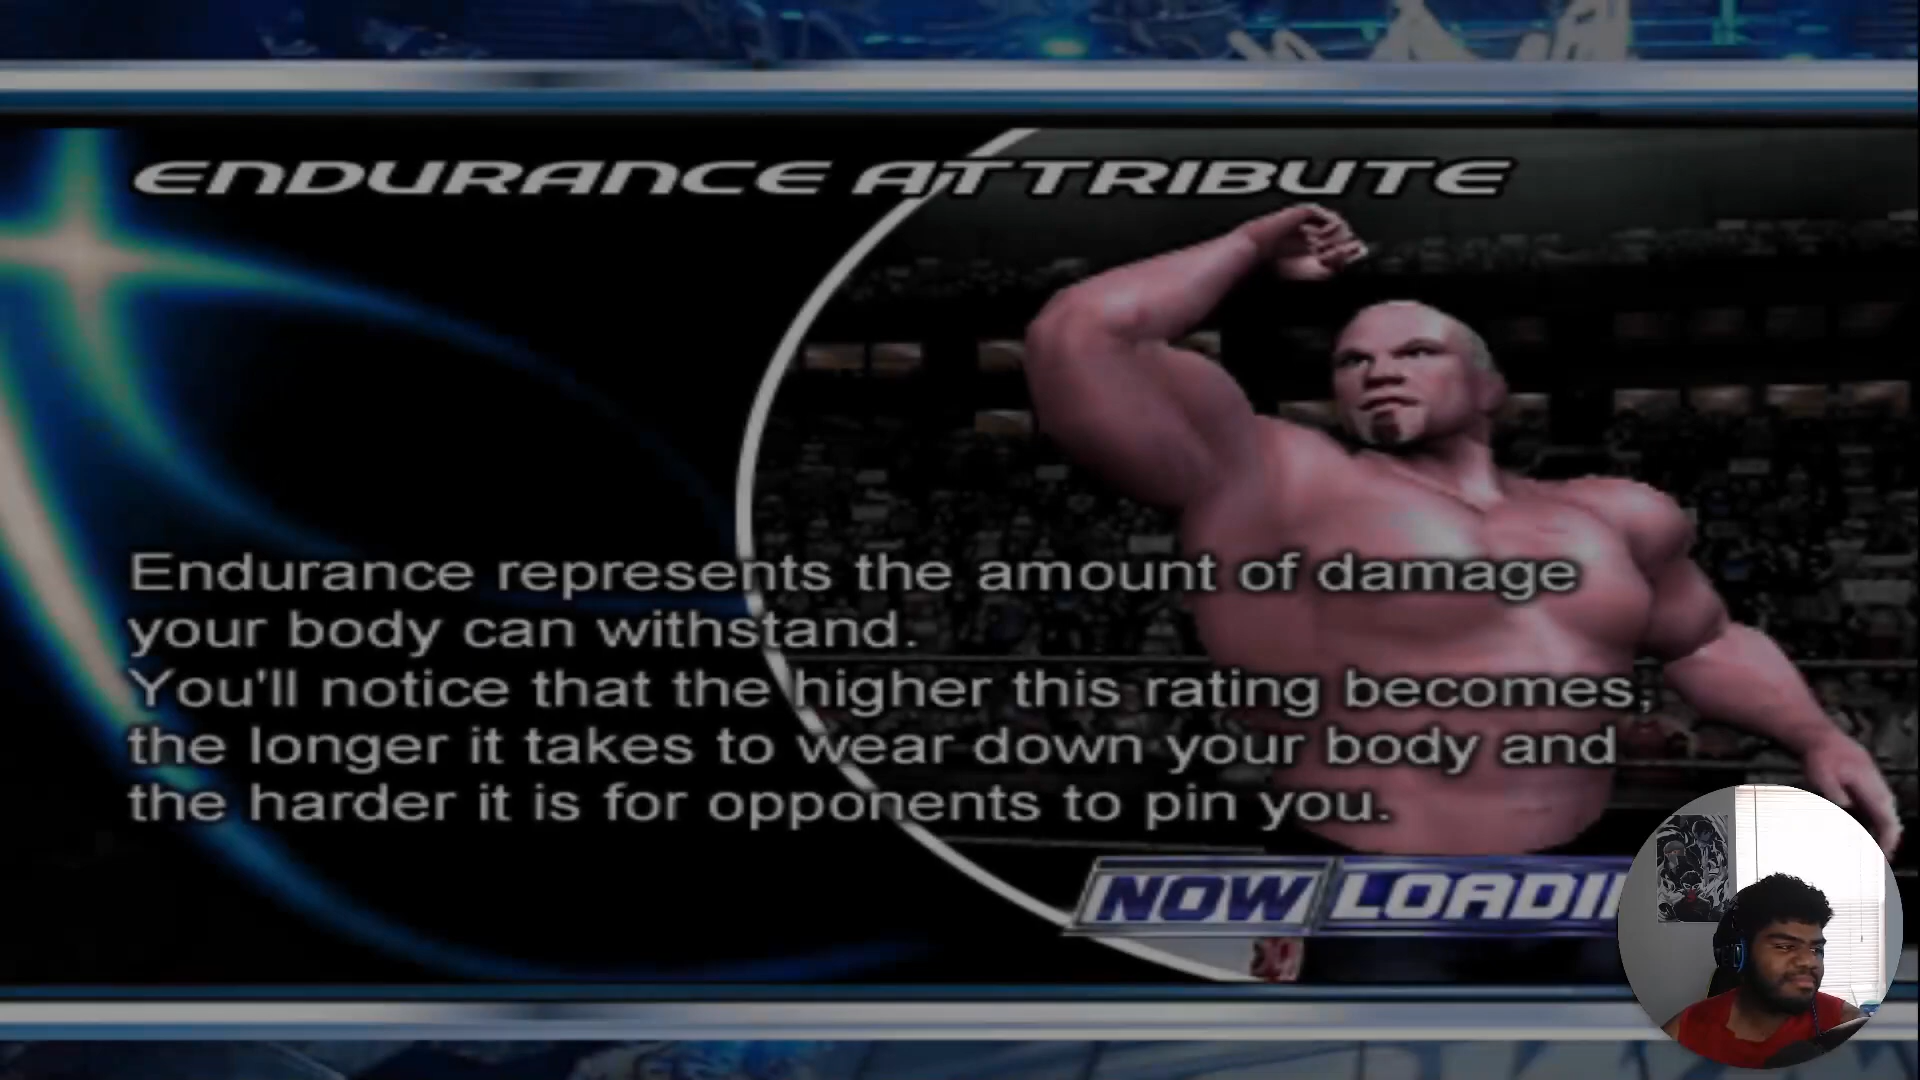 ENDURANCE ATTRIBUTE
Endurance represents the amount of damage
your body can withstand.
You'll notice that the higher this rating becomes,
the longer it takes to wear down your body and
the harder it is for opponents to pin you.
NOW LOADI